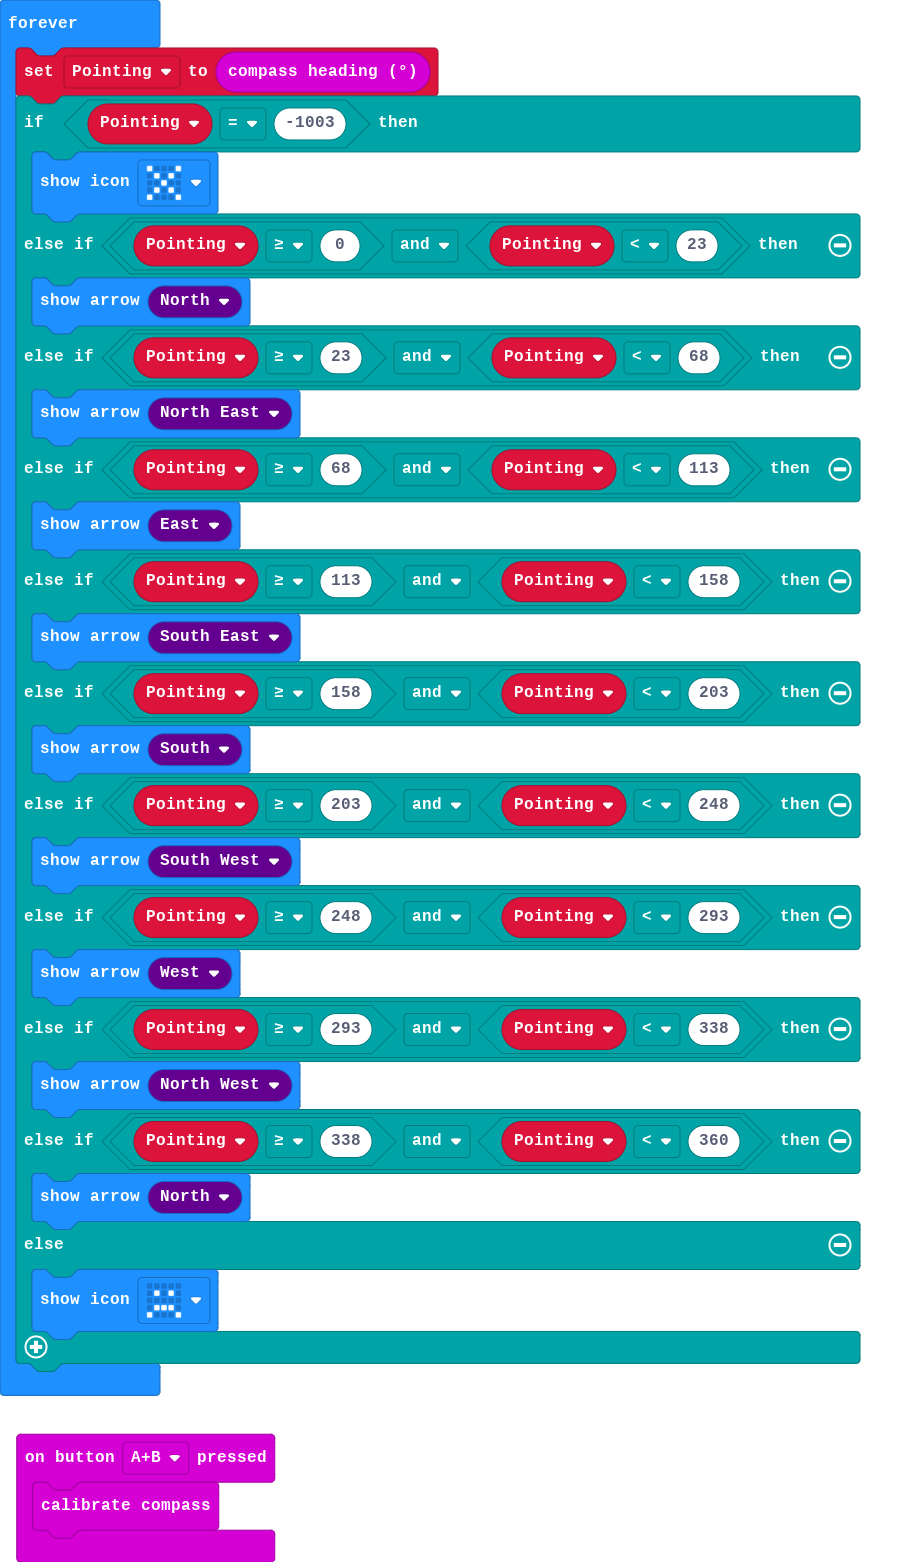 forever
set Pointing to compass heading (°)
if Pointing = -1003 then
show icon
else if Pointing ≥ 0 and Pointing < 23 then
show arrow North
else if Pointing ≥ 23 and Pointing < 68 then
show arrow North East
else if Pointing ≥ 68 and Pointing < 113 then
show arrow East
else if Pointing ≥ 113 and Pointing < 158 then
show arrow South East
else if Pointing ≥ 158 and Pointing < 203 then
show arrow South
else if Pointing ≥ 203 and Pointing < 248 then
show arrow South West
else if Pointing ≥ 248 and Pointing < 293 then
show arrow West
else if Pointing ≥ 293 and Pointing < 338 then
show arrow North West
else if Pointing ≥ 338 and Pointing < 360 then
show arrow North
else
show icon
on button A+B pressed
calibrate compass